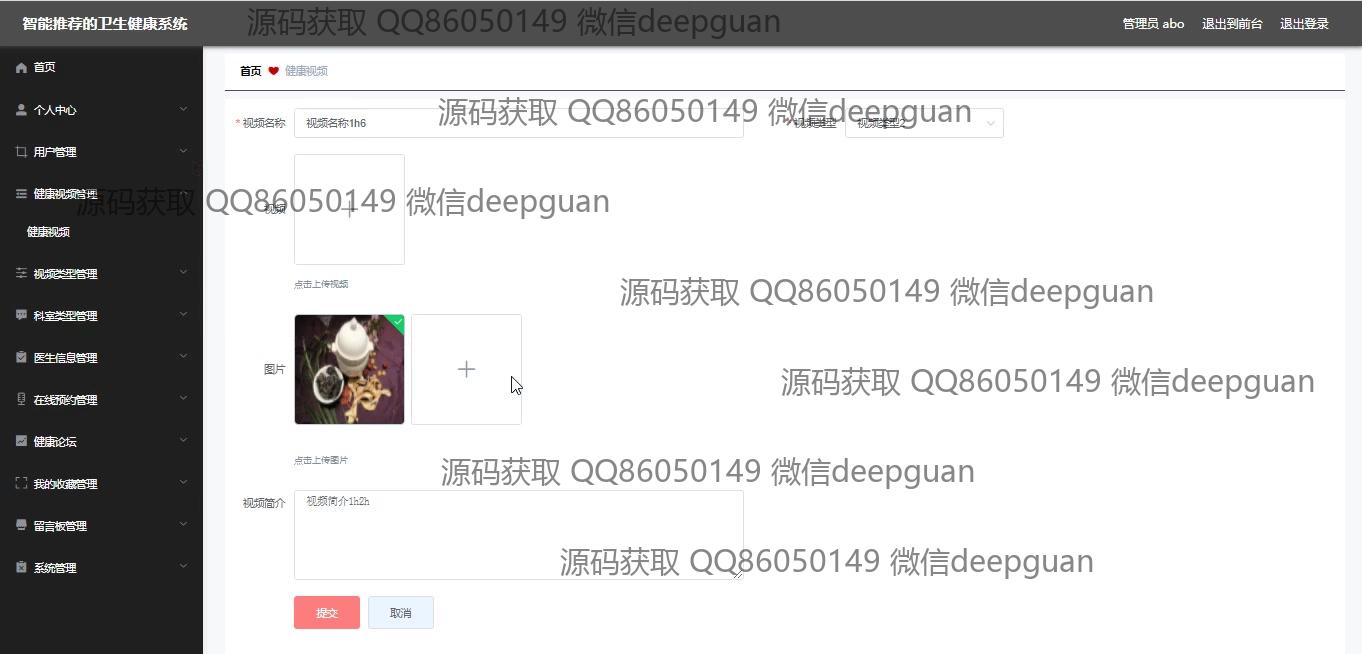 智能推荐的卫生健康系统
源码获取 QQ86050149 微信deepguan
管理员 abo 退出到前台 退出登录
首页
个人中心
用户管理
健康视频管理
健康视频
视频类型管理
科室类型管理
医生信息管理
在线预约管理
健康论坛
我的收藏管理
留言板管理
系统管理
首页 健康视频
源码获取 QQ86050149 微信deepguan
* 视频名称 视频名称1h6 * 视频类型 视频类型2
源码获取 QQ86050149 微信deepguan
视频
点击上传视频
源码获取 QQ86050149 微信deepguan
图片
源码获取 QQ86050149 微信deepguan
点击上传图片
源码获取 QQ86050149 微信deepguan
视频简介 视频简介1h2h
源码获取 QQ86050149 微信deepguan
提交 取消